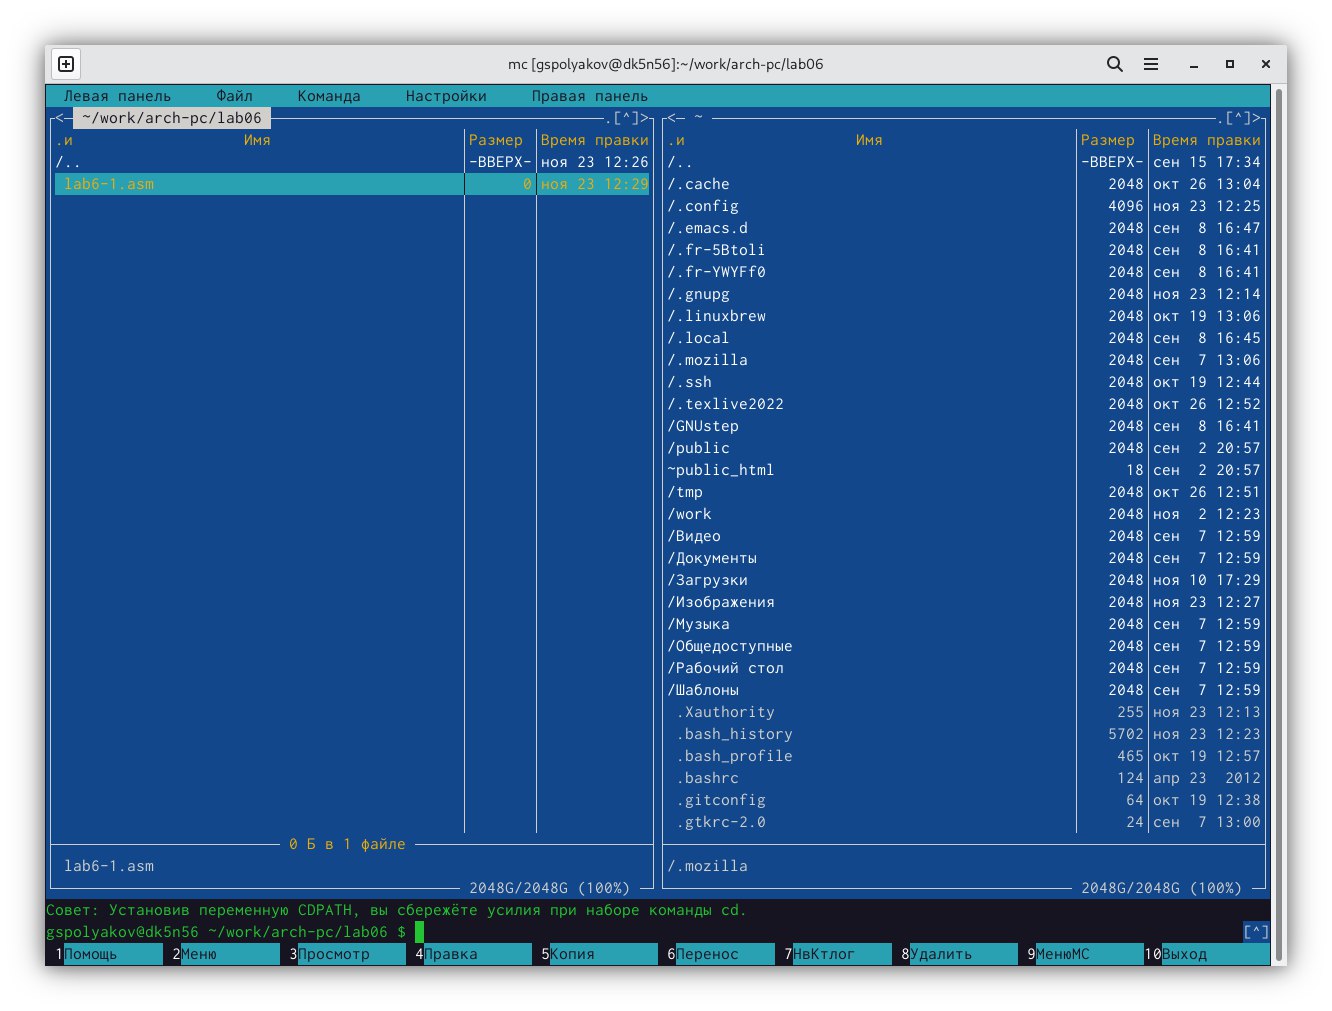 mc [gspolyakov@dk5n56]:~/work/arch-pc/lab06
Левая панель Файл Команда Настройки Правая панель
<─ ~/work/arch-pc/lab06 .[^]>
.и Имя Размер Время правки
/.. -ВВЕРХ- ноя 23 12:26
lab6-1.asm 0 ноя 23 12:29
0 Б в 1 файле
lab6-1.asm
2048G/2048G (100%)
<─ ~ .[^]>
.и Имя Размер Время правки
/.. -ВВЕРХ- сен 15 17:34
/.cache 2048 окт 26 13:04
/.config 4096 ноя 23 12:25
/.emacs.d 2048 сен 8 16:47
/.fr-5Btoli 2048 сен 8 16:41
/.fr-YWYFf0 2048 сен 8 16:41
/.gnupg 2048 ноя 23 12:14
/.linuxbrew 2048 окт 19 13:06
/.local 2048 сен 8 16:45
/.mozilla 2048 сен 7 13:06
/.ssh 2048 окт 19 12:44
/.texlive2022 2048 окт 26 12:52
/GNUstep 2048 сен 8 16:41
/public 2048 сен 2 20:57
~public_html 18 сен 2 20:57
/tmp 2048 окт 26 12:51
/work 2048 ноя 2 12:23
/Видео 2048 сен 7 12:59
/Документы 2048 сен 7 12:59
/Загрузки 2048 ноя 10 17:29
/Изображения 2048 ноя 23 12:27
/Музыка 2048 сен 7 12:59
/Общедоступные 2048 сен 7 12:59
/Рабочий стол 2048 сен 7 12:59
/Шаблоны 2048 сен 7 12:59
.Xauthority 255 ноя 23 12:13
.bash_history 5702 ноя 23 12:23
.bash_profile 465 окт 19 12:57
.bashrc 124 апр 23 2012
.gitconfig 64 окт 19 12:38
.gtkrc-2.0 24 сен 7 13:00
/.mozilla
2048G/2048G (100%)
Совет: Установив переменную CDPATH, вы сбережёте усилия при наборе команды cd.
gspolyakov@dk5n56 ~/work/arch-pc/lab06 $ [^]
1Помощь 2Меню 3Просмотр 4Правка 5Копия 6Перенос 7НвКтлог 8Удалить 9МенюMC 10Выход